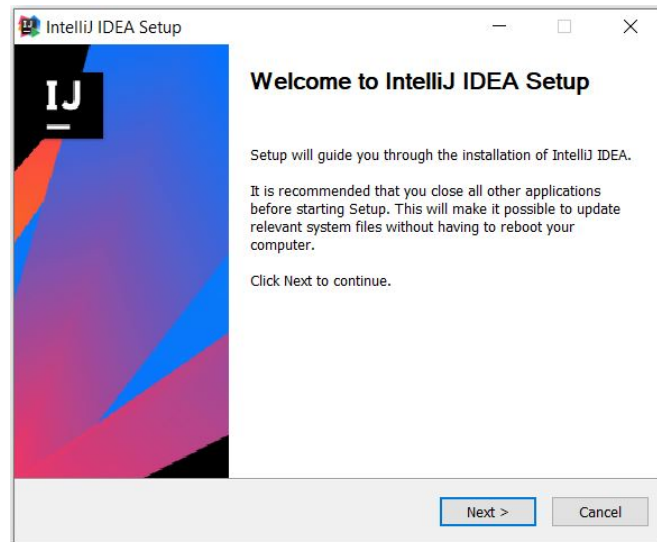 IntelliJ IDEA Setup
IJ
Welcome to IntelliJ IDEA Setup
Setup will guide you through the installation of IntelliJ IDEA.
It is recommended that you close all other applications
before starting Setup. This will make it possible to update
relevant system files without having to reboot your
computer.
Click Next to continue.
Next >
Cancel